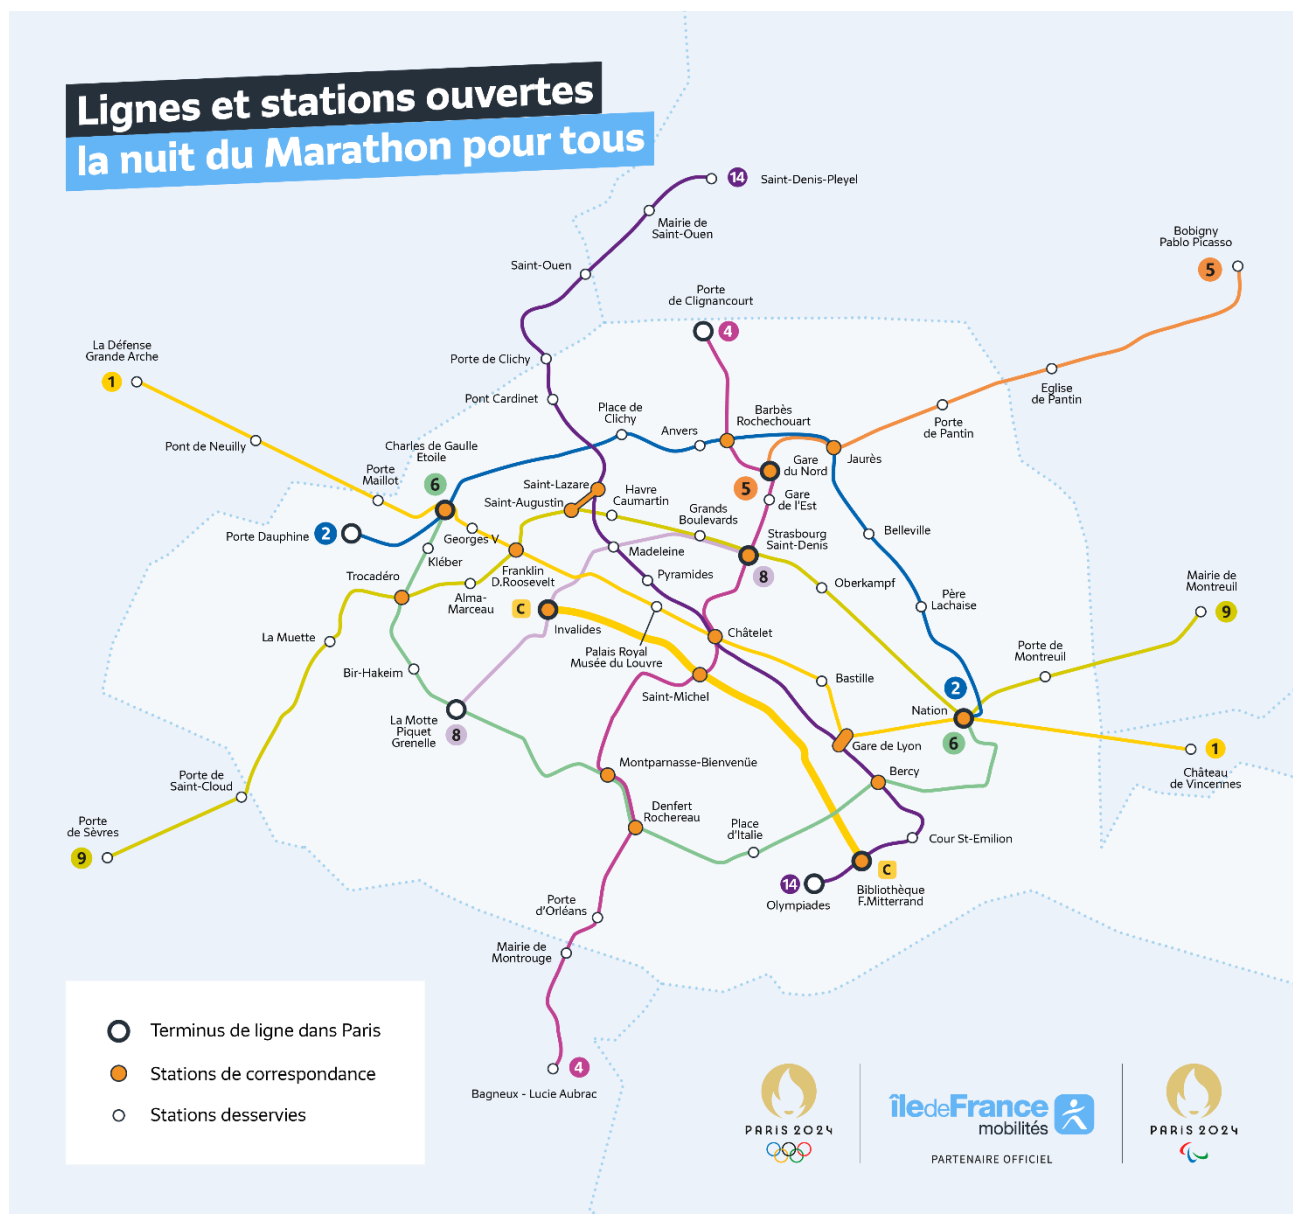 Lignes et stations ouvertes
la nuit du Marathon pour tous
14
Saint-Denis-Pleyel
Mairie de
Saint-Ouen
Saint-Ouen
Bobigny
Pablo Picasso
5
Porte
de Clignancourt
4
La Défense
Grande Arche
1
Porte de Clichy
Eglise
de Pantin
Pont Cardinet
Place de
Clichy
Anvers
Barbès
Rochechouart
Porte
de Pantin
Pont de Neuilly
Charles de Gaulle
Etoile
6
Porte
Maillot
Gare
du Nord
Jaurès
5
Saint-Lazare
Saint-Augustin
Havre
Caumartin
Gare
de l'Est
Grands
Boulevards
Porte Dauphine
2
Georges V
Strasbourg
Saint-Denis
8
Belleville
Kléber
Madeleine
Franklin
D.Roosevelt
Trocadéro
Alma-
Marceau
Pyramides
Oberkampf
Père
Lachaise
Mairie de
Montreuil
9
C
Invalides
La Muette
Palais Royal
Musée du Louvre
Châtelet
Porte de
Montreuil
Bir-Hakeim
Saint-Michel
Bastille
2
Nation
6
La Motte
Piquet
Grenelle
8
Gare de Lyon
1
Château
de Vincennes
Montparnasse-Bienvenüe
Bercy
Porte de
Saint-Cloud
Denfert
Rochereau
Place
d'Italie
Cour St-Emilion
Porte
de Sèvres
9
C
Bibliothèque
F.Mitterrand
14
Olympiades
Porte
d'Orléans
Mairie de
Montrouge
4
Bagneux - Lucie Aubrac
Terminus de ligne dans Paris
Stations de correspondance
Stations desservies
PARIS 2024
îledeFrance
mobilités
PARTENAIRE OFFICIEL
PARIS 2024